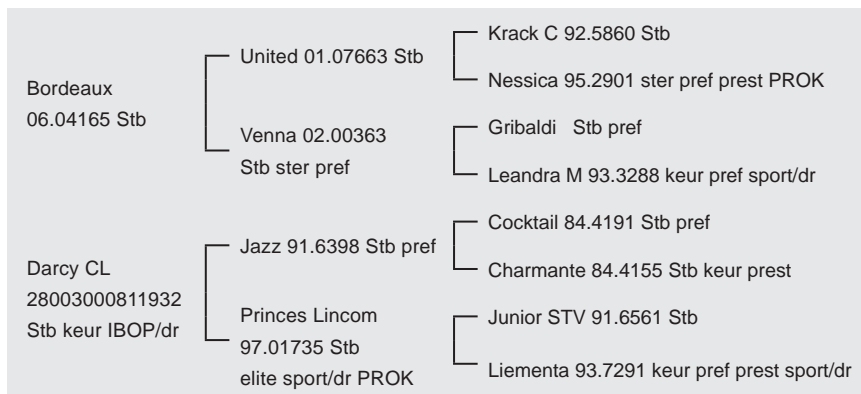 Bordeaux
06.04165 Stb
United 01.07663 Stb
Krack C 92.5860 Stb
Nessica 95.2901 ster pref prest PROK
Venna 02.00363
Stb ster pref
Gribaldi Stb pref
Leandra M 93.3288 keur pref sport/dr
Darcy CL
28003000811932
Stb keur IBOP/dr
Jazz 91.6398 Stb pref
Cocktail 84.4191 Stb pref
Charmante 84.4155 Stb keur prest
Princes Lincom
97.01735 Stb
elite sport/dr PROK
Junior STV 91.6561 Stb
Liementa 93.7291 keur pref prest sport/dr